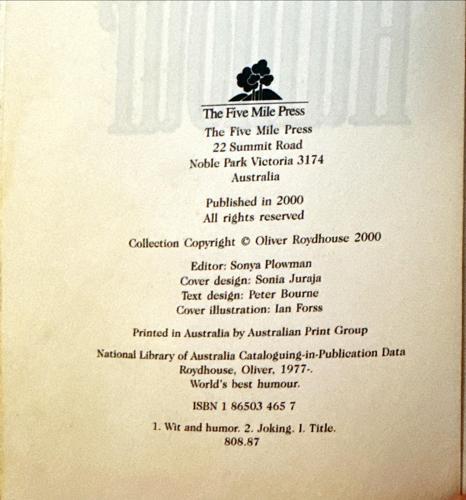 The Five Mile Press
The Five Mile Press
22 Summit Road
Noble Park Victoria 3174
Australia
Published in 2000
All rights reserved
Collection Copyright © Oliver Roydhouse 2000
Editor: Sonya Plowman
Cover design: Sonia Juraja
Text design: Peter Bourne
Cover illustration: Ian Forss
Printed in Australia by Australian Print Group
National Library of Australia Cataloguing-in-Publication Data
Roydhouse, Oliver, 1977-.
World's best humour.
ISBN 1 86503 465 7
1. Wit and humor. 2. Joking. I. Title.
808.87